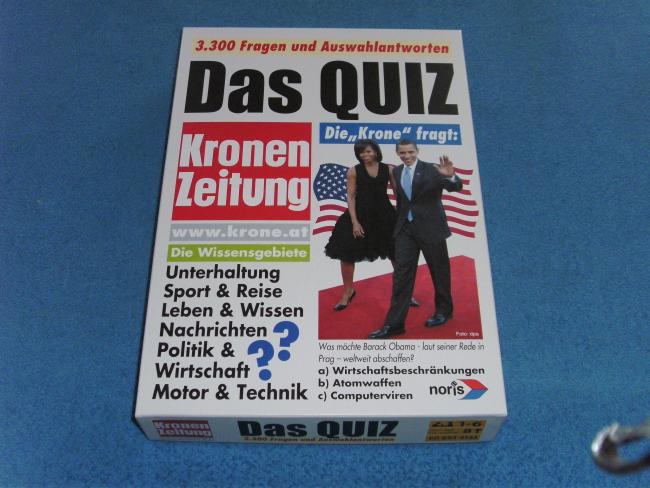 3.300 Fragen und Auswahlantworten
Das QUIZ
Kronen
Zeitung
www.krone.at
Die Wissensgebiete
Unterhaltung
Sport & Reise
Leben & Wissen
Nachrichten
Politik &
Wirtschaft
Motor & Technik
??
Die „Krone“ fragt:
Foto: dpa
Was möchte Barack Obama - laut seiner Rede in
Prag – weltweit abschaffen?
a) Wirtschaftsbeschränkungen
b) Atomwaffen
c) Computerviren
noris
Kronen
Zeitung
Das QUIZ
3.300 Fragen und Auswahlantworten
1-6